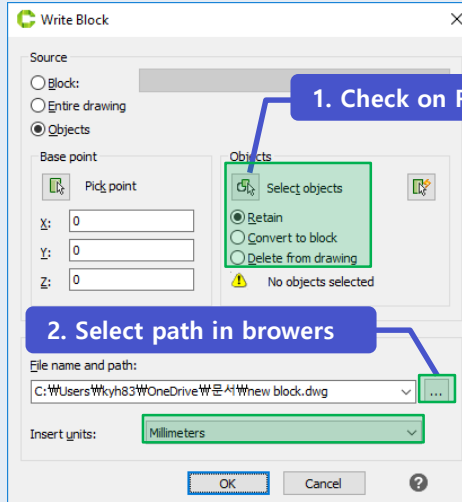 Write Block
Source
Block:
Entire drawing
Objects
1. Check on
Base point
Objects
Pick point
Select objects
X: 0
Y: 0
Z: 0
Retain
Convert to block
Delete from drawing
No objects selected
2. Select path in browers
File name and path:
C:₩Users₩kyh83₩OneDrive₩문서₩new block.dwg
...
Insert units:
Millimeters
OK
Cancel
?